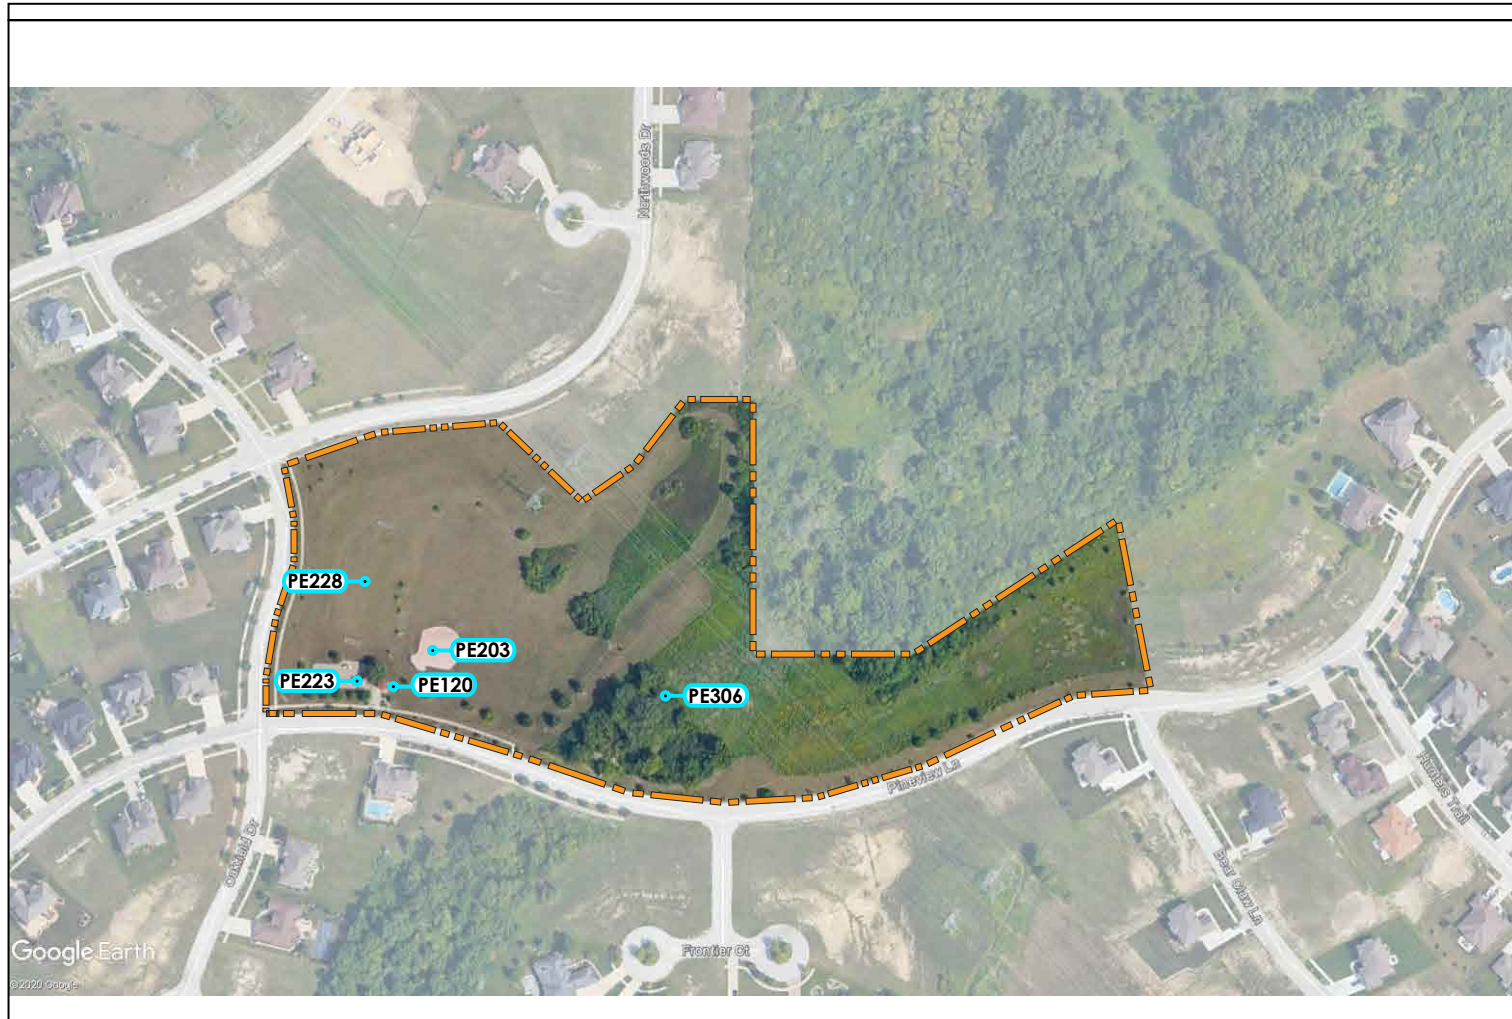 Northwoods Dr
PE228
PE203
PE223
PE120
PE306
Pineview Ln
Hunters Trail
Oakfield Dr
Bear Claw Ln
Frontier Ct
Google Earth
©2020 Google